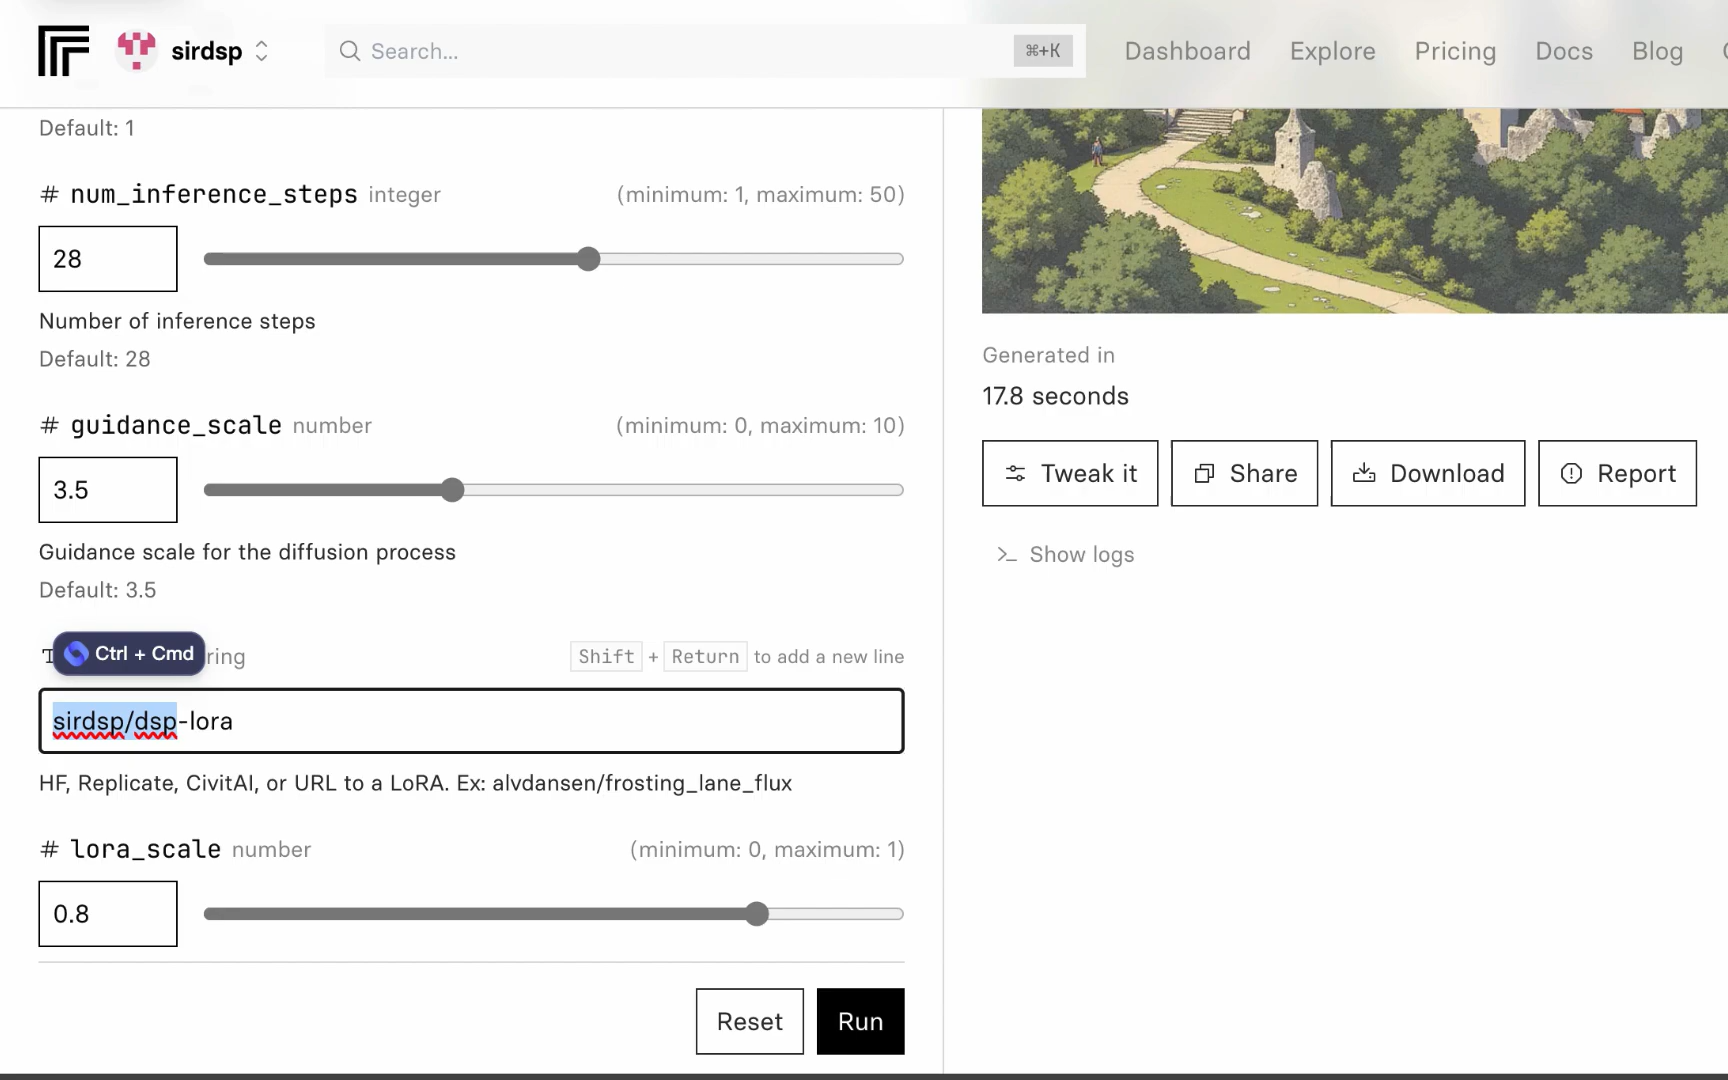 sirdsp
Search...
⌘+K
Dashboard
Explore
Pricing
Docs
Blog
Default: 1
# num_inference_steps integer (minimum: 1, maximum: 50)
28
Number of inference steps
Default: 28
# guidance_scale number (minimum: 0, maximum: 10)
3.5
Guidance scale for the diffusion process
Default: 3.5
Ctrl + Cmd
ring
Shift + Return to add a new line
sirdsp/dsp-lora
HF, Replicate, CivitAI, or URL to a LoRA. Ex: alvdansen/frosting_lane_flux
# lora_scale number (minimum: 0, maximum: 1)
0.8
Reset
Run
Generated in
17.8 seconds
Tweak it
Share
Download
Report
>_ Show logs